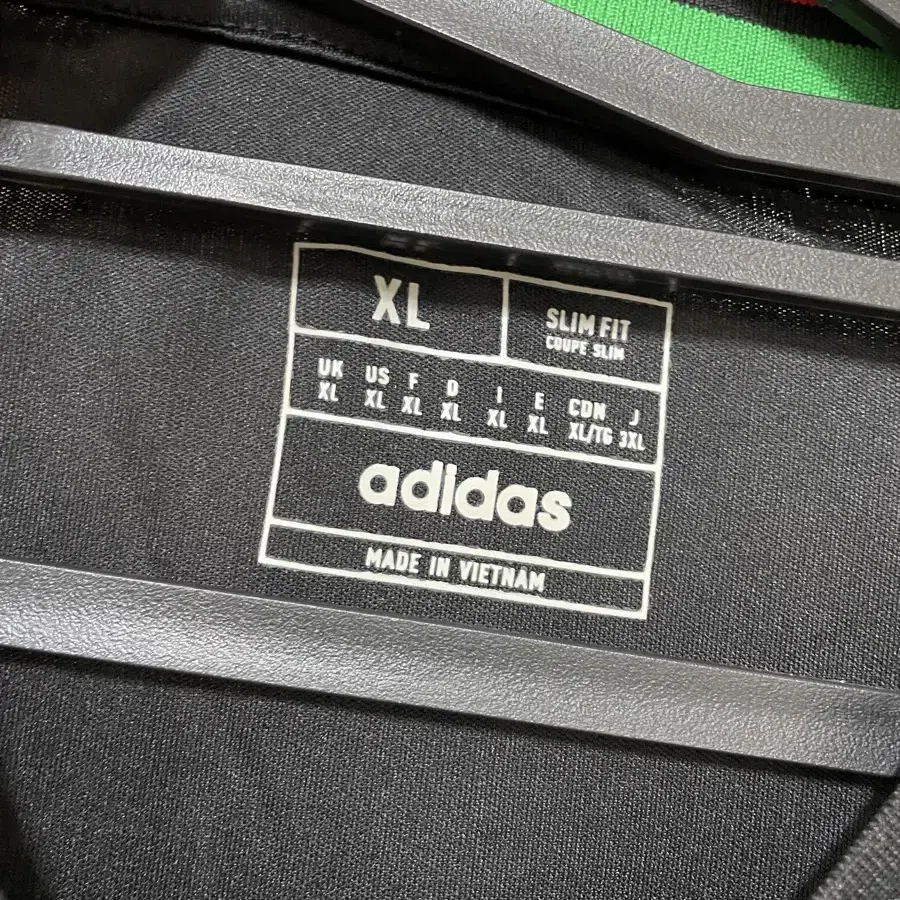 XL
SLIM FIT
COUPE SLIM
UK US F D I E CDN J
XL XL XL XL XL XL XL/TG 3XL
adidas
MADE IN VIETNAM